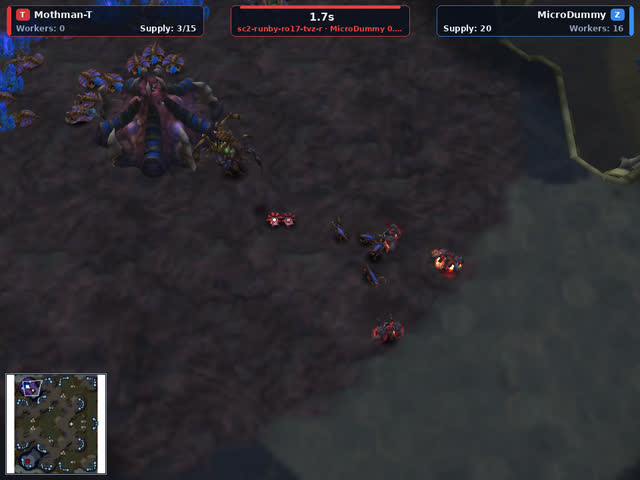 T Mothman-T
Workers: 0 Supply: 3/15
1.7s
sc2-runby-ro17-tvz-r · MicroDummy 0....
MicroDummy Z
Supply: 20 Workers: 16